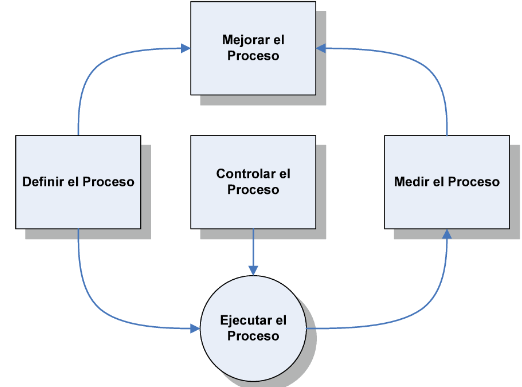 Mejorar el
Proceso
Definir el Proceso
Controlar el
Proceso
Medir el Proceso
Ejecutar el
Proceso